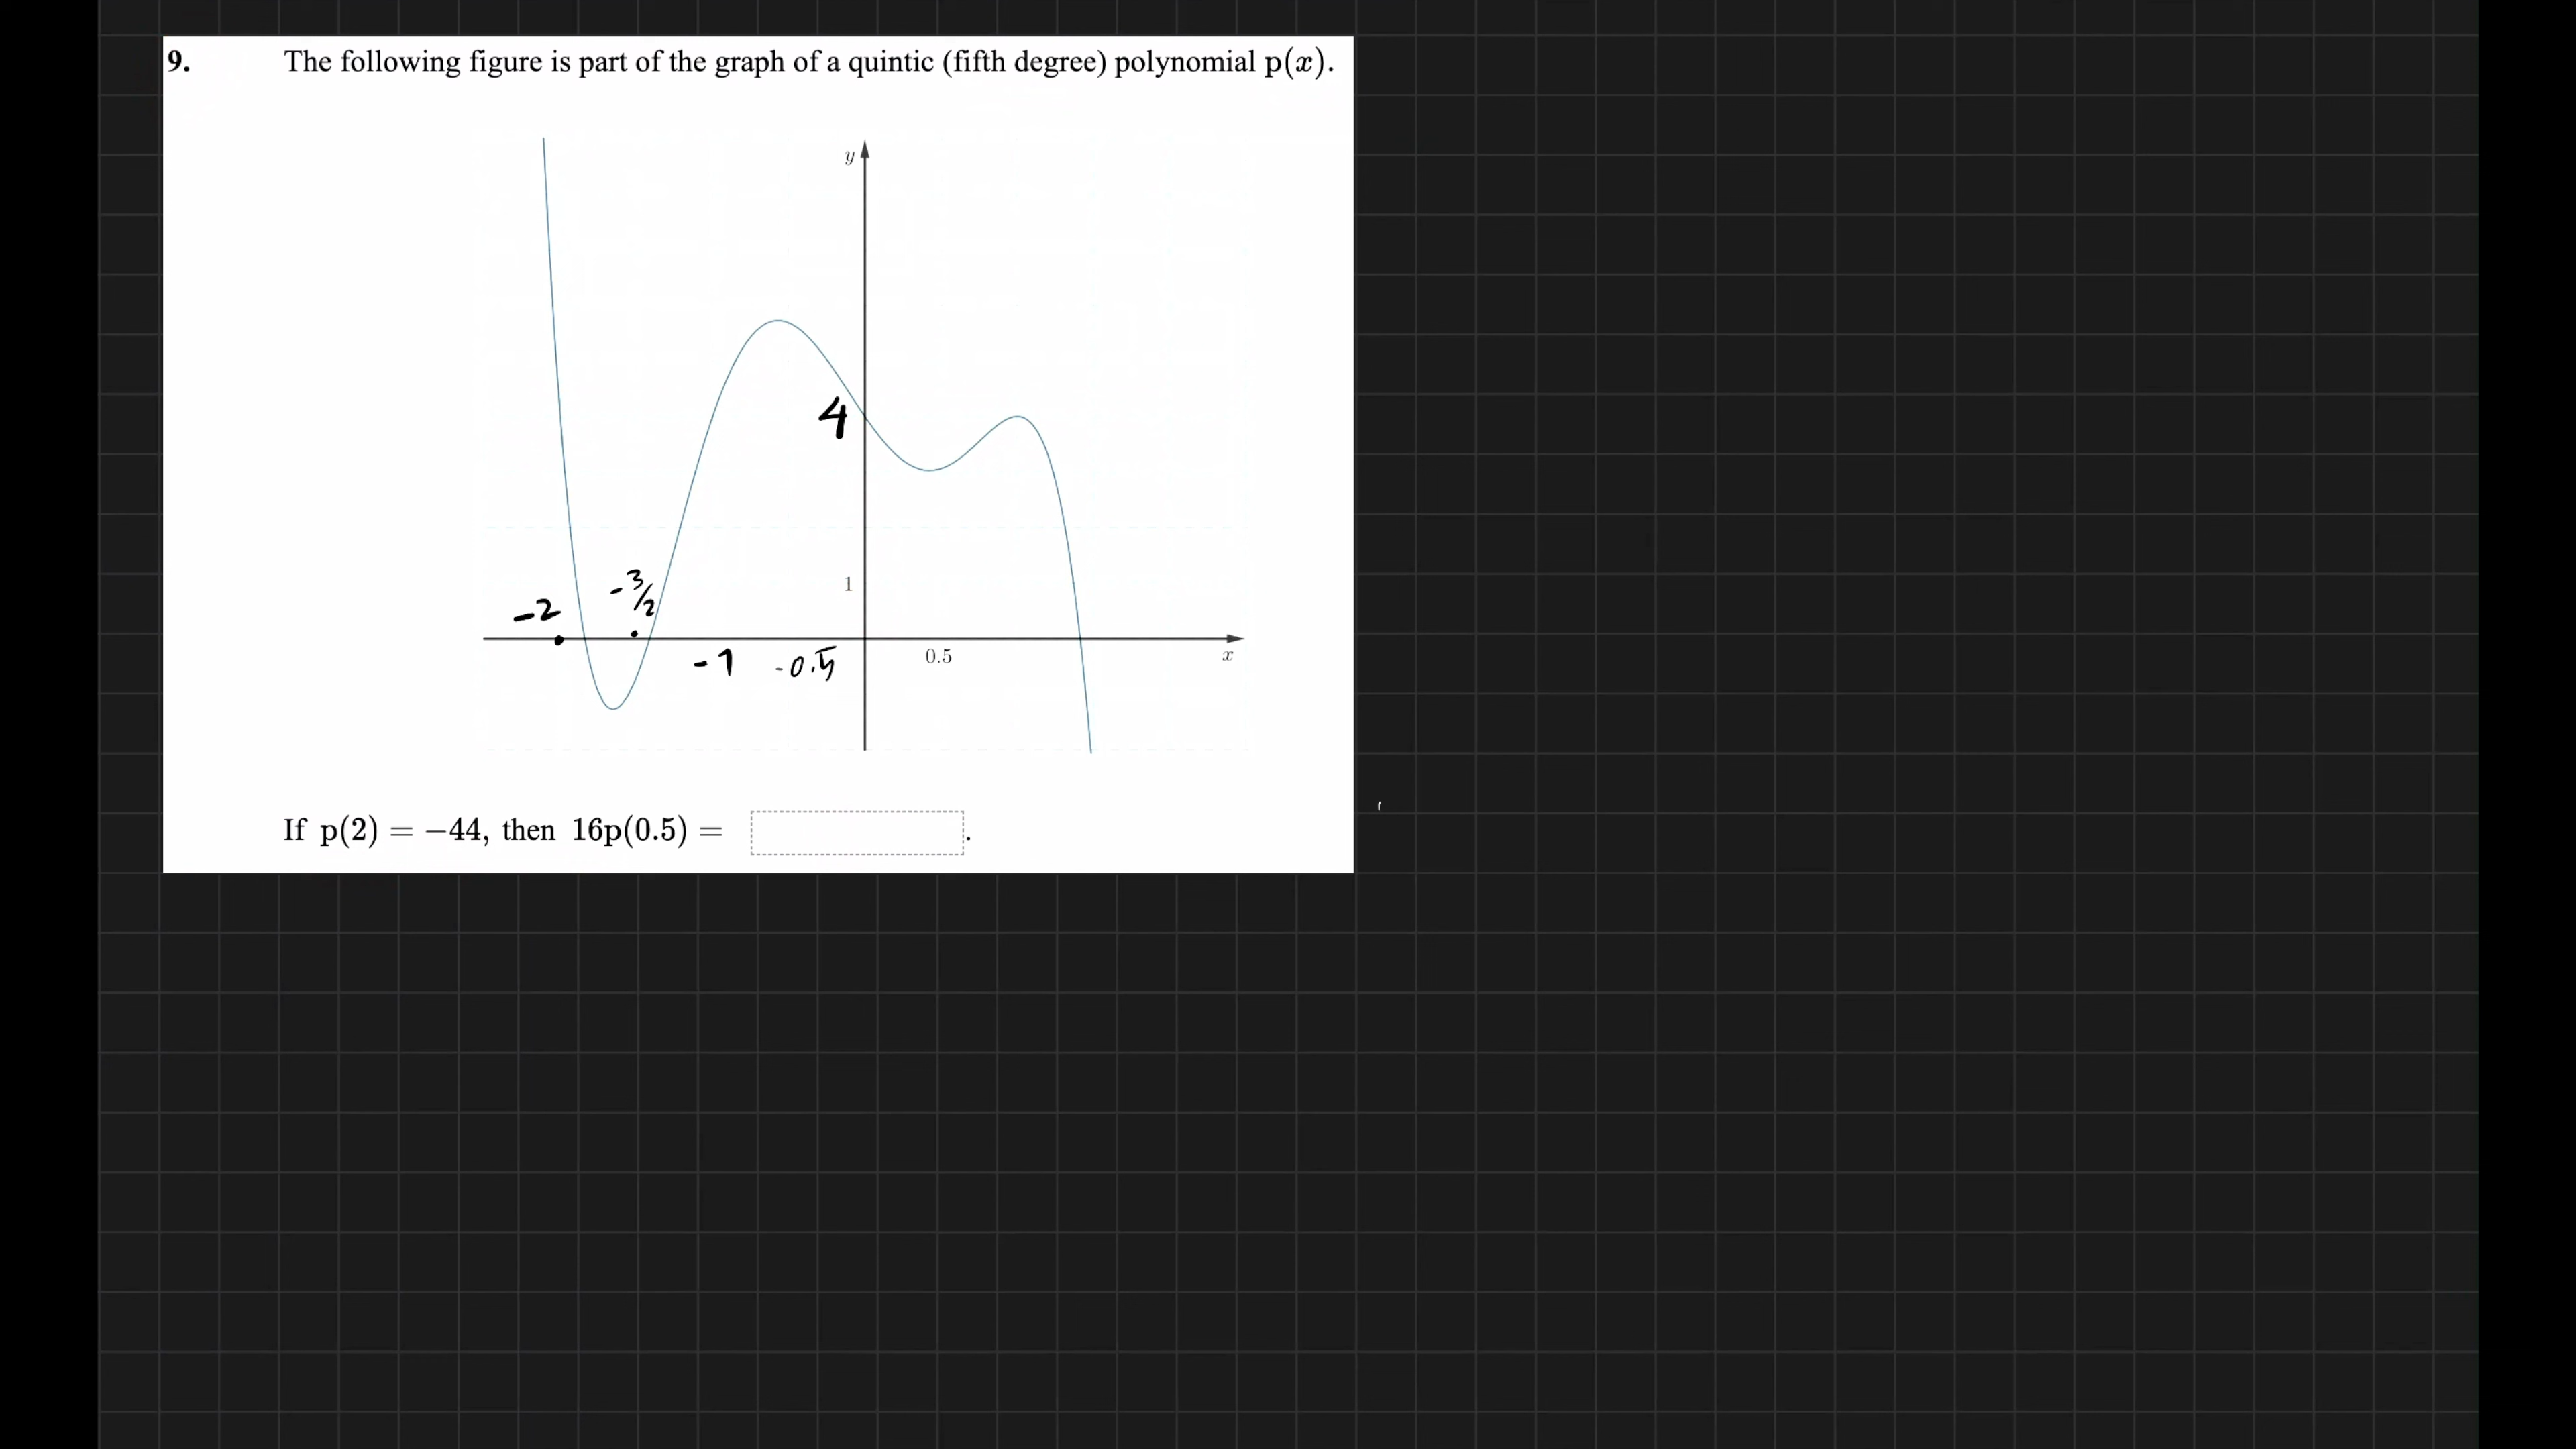 9. The following figure is part of the graph of a quintic (fifth degree) polynomial p(x).
y
4
1
-3/2
-2
-1 -0.5 0.5 x
If p(2) = −44, then 16p(0.5) = .